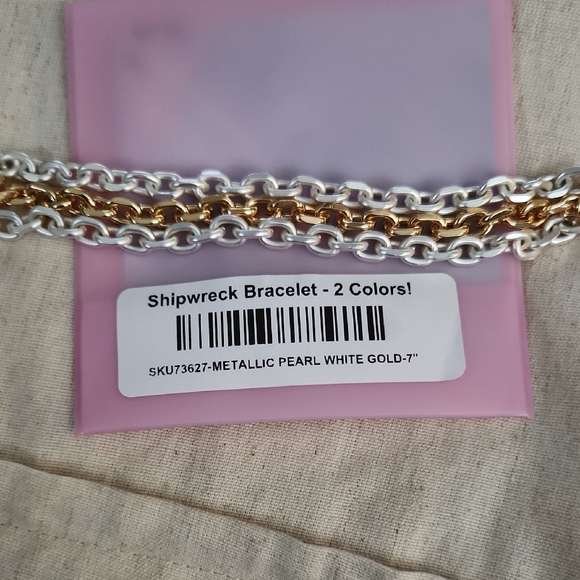 Shipwreck Bracelet - 2 Colors!
SKU73627-METALLIC PEARL WHITE GOLD-7"